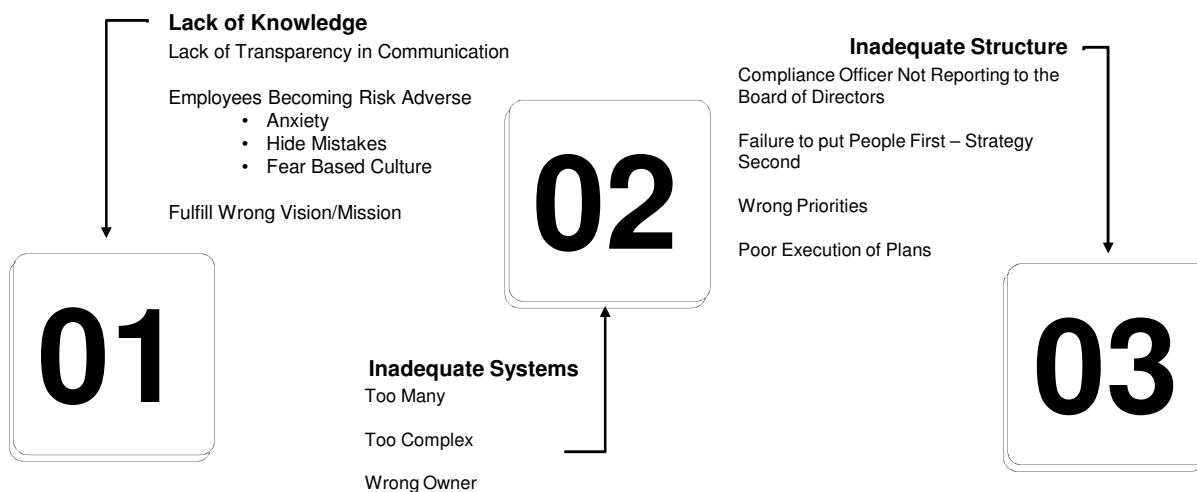 Lack of Knowledge
Lack of Transparency in Communication
Employees Becoming Risk Adverse
• Anxiety
• Hide Mistakes
• Fear Based Culture
Fulfill Wrong Vision/Mission
01
02
Inadequate Systems
Too Many
Too Complex
Wrong Owner
Inadequate Structure
Compliance Officer Not Reporting to the
Board of Directors
Failure to put People First – Strategy
Second
Wrong Priorities
Poor Execution of Plans
03